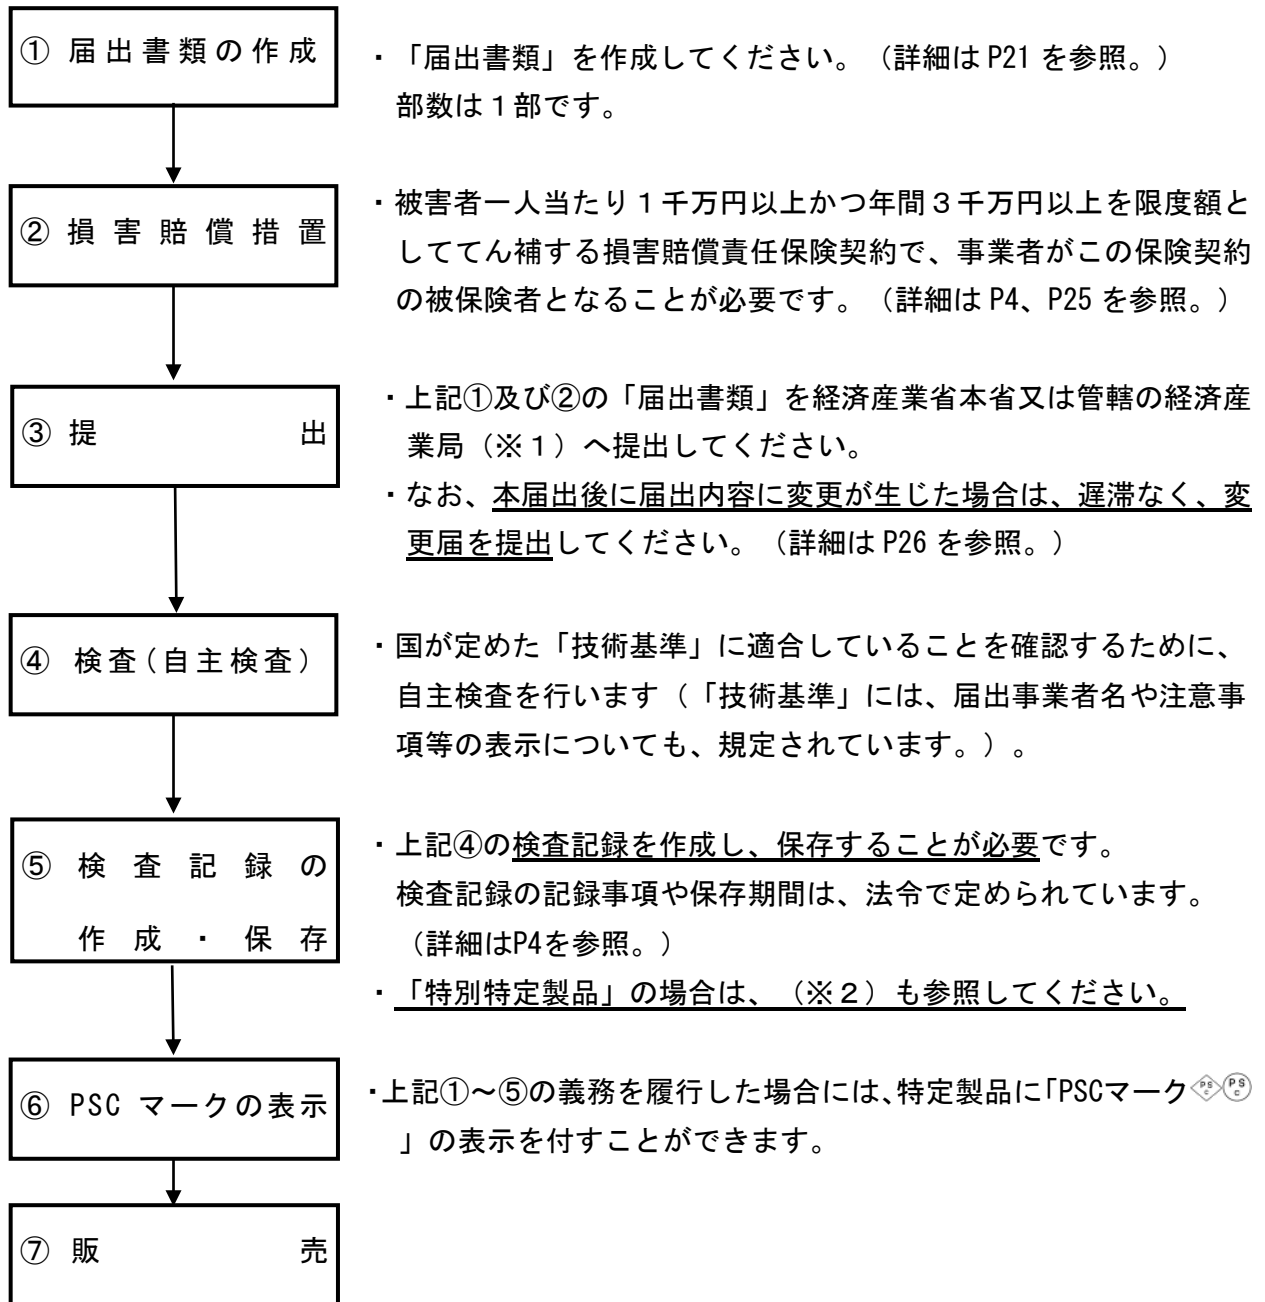 ① 届出書類の作成
・「届出書類」を作成してください。（詳細は P21 を参照。）
部数は１部です。
② 損害賠償措置
・被害者一人当たり１千万円以上かつ年間３千万円以上を限度額と
しててん補する損害賠償責任保険契約で、事業者がこの保険契約
の被保険者となることが必要です。（詳細は P4、P25 を参照。）
③ 提出
・上記①及び②の「届出書類」を経済産業省本省又は管轄の経済産
業局（※１）へ提出してください。
・なお、本届出後に届出内容に変更が生じた場合は、遅滞なく、変
更届を提出してください。（詳細は P26 を参照。）
④ 検査(自主検査)
・国が定めた「技術基準」に適合していることを確認するために、
自主検査を行います（「技術基準」には、届出事業者名や注意事
項等の表示についても、規定されています。）。
⑤ 検査記録の
作成・保存
・上記④の検査記録を作成し、保存することが必要です。
検査記録の記録事項や保存期間は、法令で定められています。
（詳細はP4を参照。）
・「特別特定製品」の場合は、（※２）も参照してください。
⑥ PSC マークの表示
・上記①～⑤の義務を履行した場合には、特定製品に「PSCマーク PS C PS C
」の表示を付すことができます。
⑦ 販売